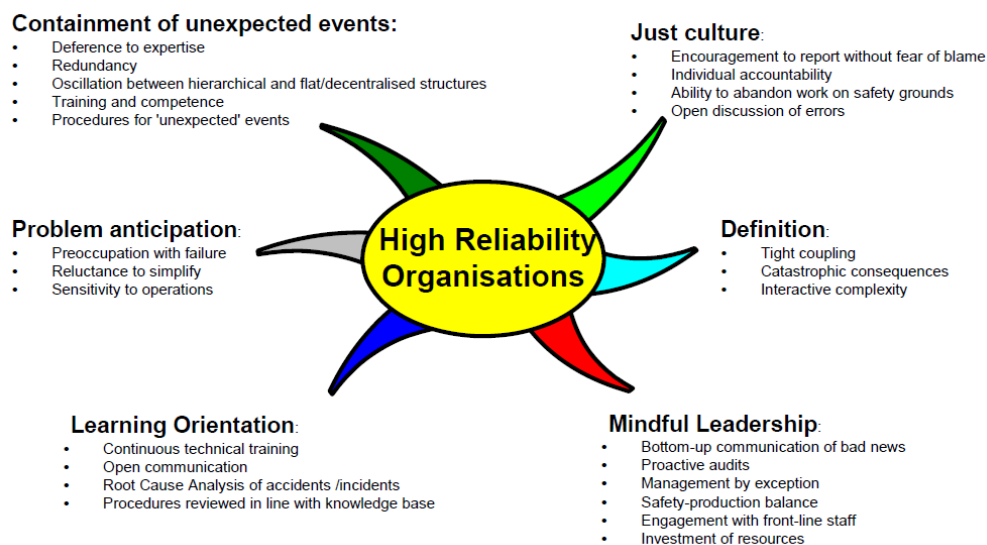 Containment of unexpected events:
• Deference to expertise
• Redundancy
• Oscillation between hierarchical and flat/decentralised structures
• Training and competence
• Procedures for 'unexpected' events
Just culture:
• Encouragement to report without fear of blame
• Individual accountability
• Ability to abandon work on safety grounds
• Open discussion of errors
Problem anticipation:
• Preoccupation with failure
• Reluctance to simplify
• Sensitivity to operations
High Reliability
Organisations
Definition:
• Tight coupling
• Catastrophic consequences
• Interactive complexity
Learning Orientation:
• Continuous technical training
• Open communication
• Root Cause Analysis of accidents /incidents
• Procedures reviewed in line with knowledge base
Mindful Leadership:
• Bottom-up communication of bad news
• Proactive audits
• Management by exception
• Safety-production balance
• Engagement with front-line staff
• Investment of resources